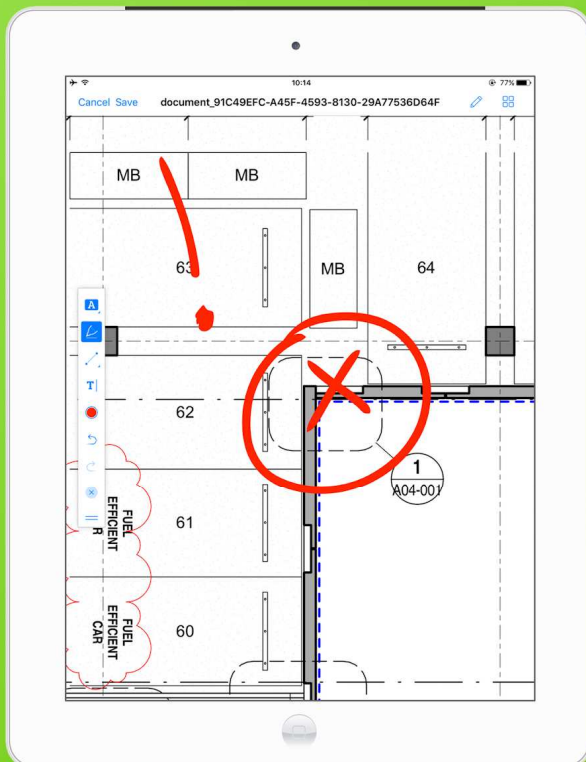 10:14
77%
Cancel Save document_91C49EFC-A45F-4593-8130-29A77536D64F
MB
MB
63
MB
64
A
T
62
1
A04-001
61
FUEL
EFFICIENT
R
60
FUEL
EFFICIENT
CAR